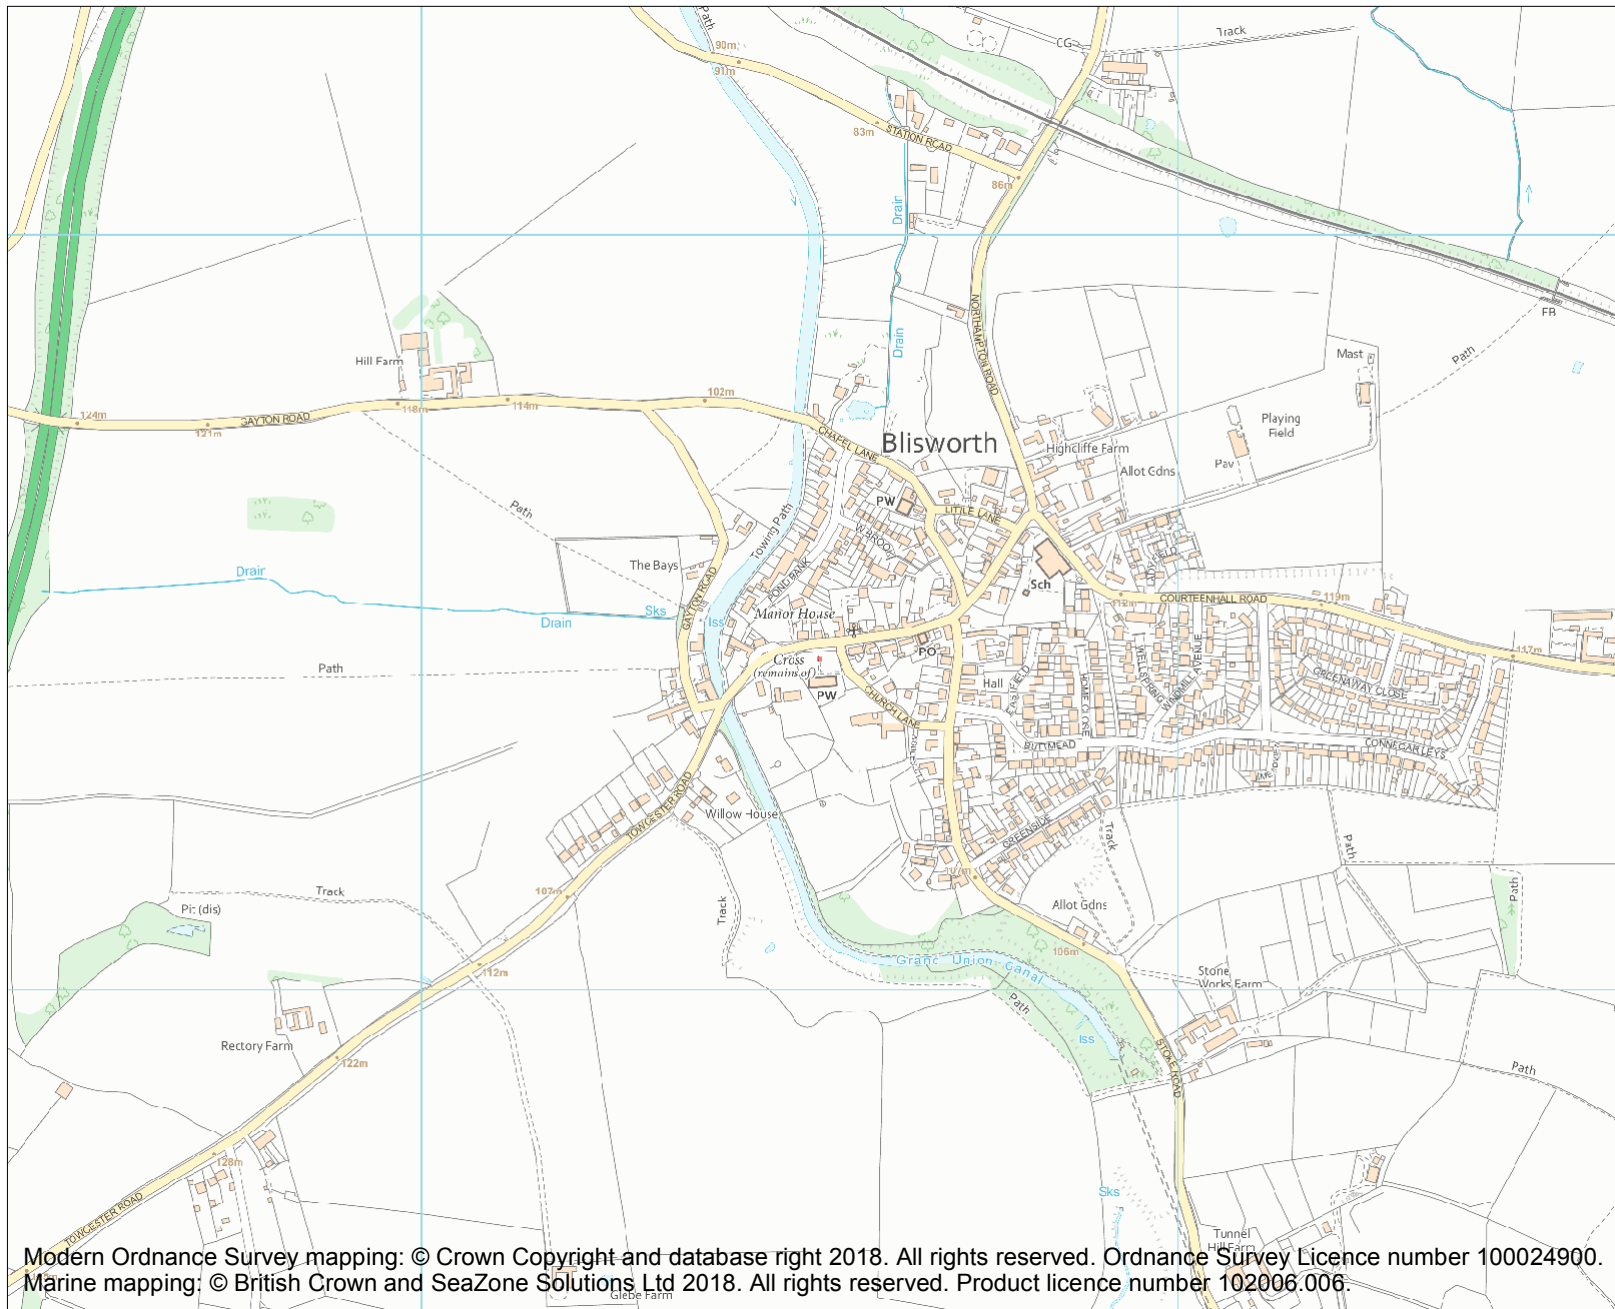 Path
90m
91m
CG
Track
83m
STATION ROAD
86m
Drain
NORTHAMPTON ROAD
FB
Drain
Mast
Path
Hill Farm
124m
GAYTON ROAD
121m
118m
114m
102m
CHAPEL LANE
Blisworth
Highcliffe Farm
Playing
Field
Pav
Allot Gdns
PW
LITTLE LANE
Path
Towing Path
POND BANK
The Bays
Sch
Drain
Drain
Sks
GAYTON ROAD
Iss
Manor House
COURTEENHALL ROAD
119m
117m
PO
Cross
(remains of)
PW
Hall
CHURCH LANE
WINDMILL AVENUE
GREENAWAY CLOSE
HOME CLOSE
BUTTMEAD
CONNEGAR LEYS
Path
TOWCESTER ROAD
Willow House
GREENSIDE
Track
Path
107m
107m
Track
Track
Path
Pit (dis)
Allot Gdns
106m
112m
Grand Union Canal
Path
Stone
Works Farm
Iss
STOKE ROAD
Rectory Farm
122m
Path
128m
TOWCESTER ROAD
Sks
Tunnel
Hill Farm
Modern Ordnance Survey mapping: © Crown Copyright and database right 2018. All rights reserved. Ordnance Survey Licence number 100024900.
Marine mapping: © British Crown and SeaZone Solutions Ltd 2018. All rights reserved. Product licence number 102006.006.
Glebe Farm